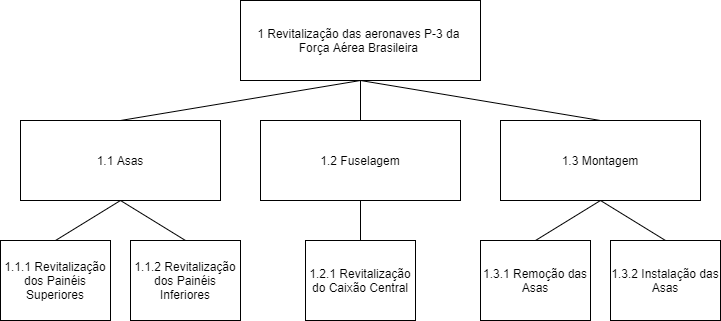 1 Revitalização das aeronaves P-3 da
Força Aérea Brasileira
1.1 Asas
1.2 Fuselagem
1.3 Montagem
1.1.1 Revitalização
dos Painéis
Superiores
1.1.2 Revitalização
dos Painéis
Inferiores
1.2.1 Revitalização
do Caixão Central
1.3.1 Remoção das
Asas
1.3.2 Instalação das
Asas